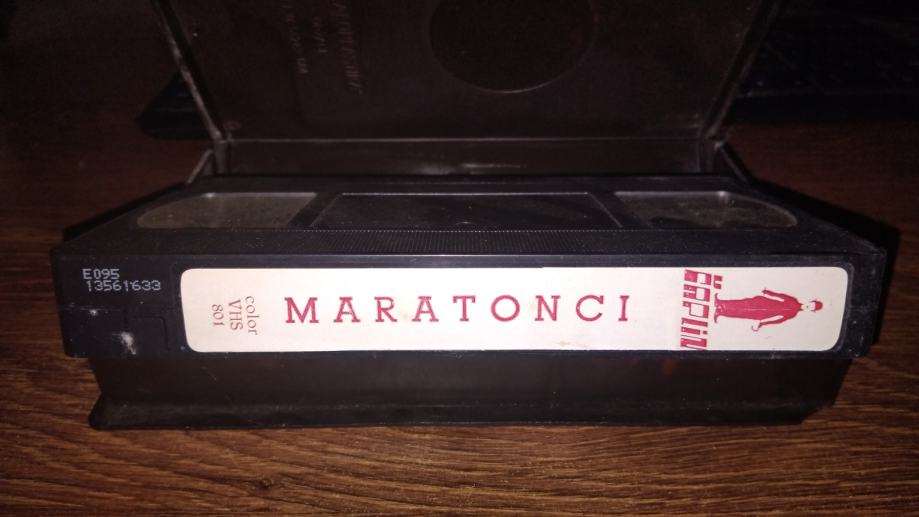 E095
13561633
color
VHS
801
MARATONCI
ČAPLIN